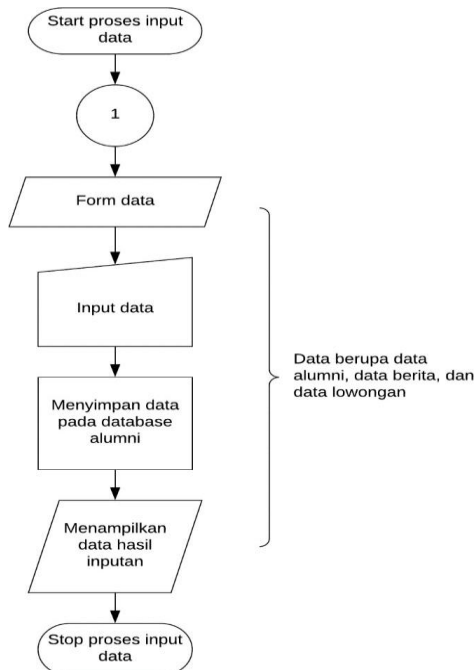 Start proses input
data
1
Form data
Input data
Menyimpan data
pada database
alumni
Menampilkan
data hasil
inputan
Stop proses input
data
Data berupa data
alumni, data berita, dan
data lowongan